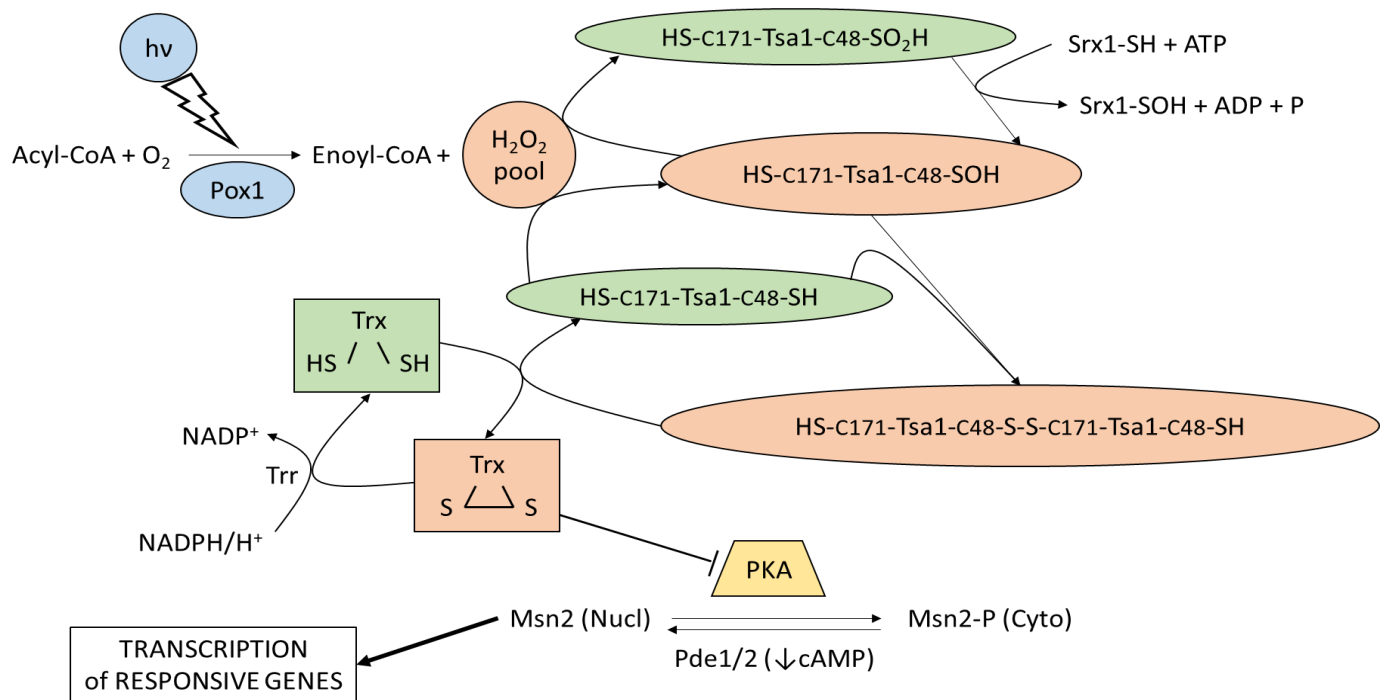 hν
HS-C171-Tsa1-C48-SO₂H
Srx1-SH + ATP
Srx1-SOH + ADP + P
Acyl-CoA + O₂
Enoyl-CoA +
H₂O₂
pool
Pox1
HS-C171-Tsa1-C48-SOH
HS-C171-Tsa1-C48-SH
Trx
HS SH
NADP⁺
Trr
NADPH/H⁺
HS-C171-Tsa1-C48-S-S-C171-Tsa1-C48-SH
Trx
S S
PKA
Msn2 (Nucl)
Msn2-P (Cyto)
Pde1/2 (↓cAMP)
TRANSCRIPTION
of RESPONSIVE GENES